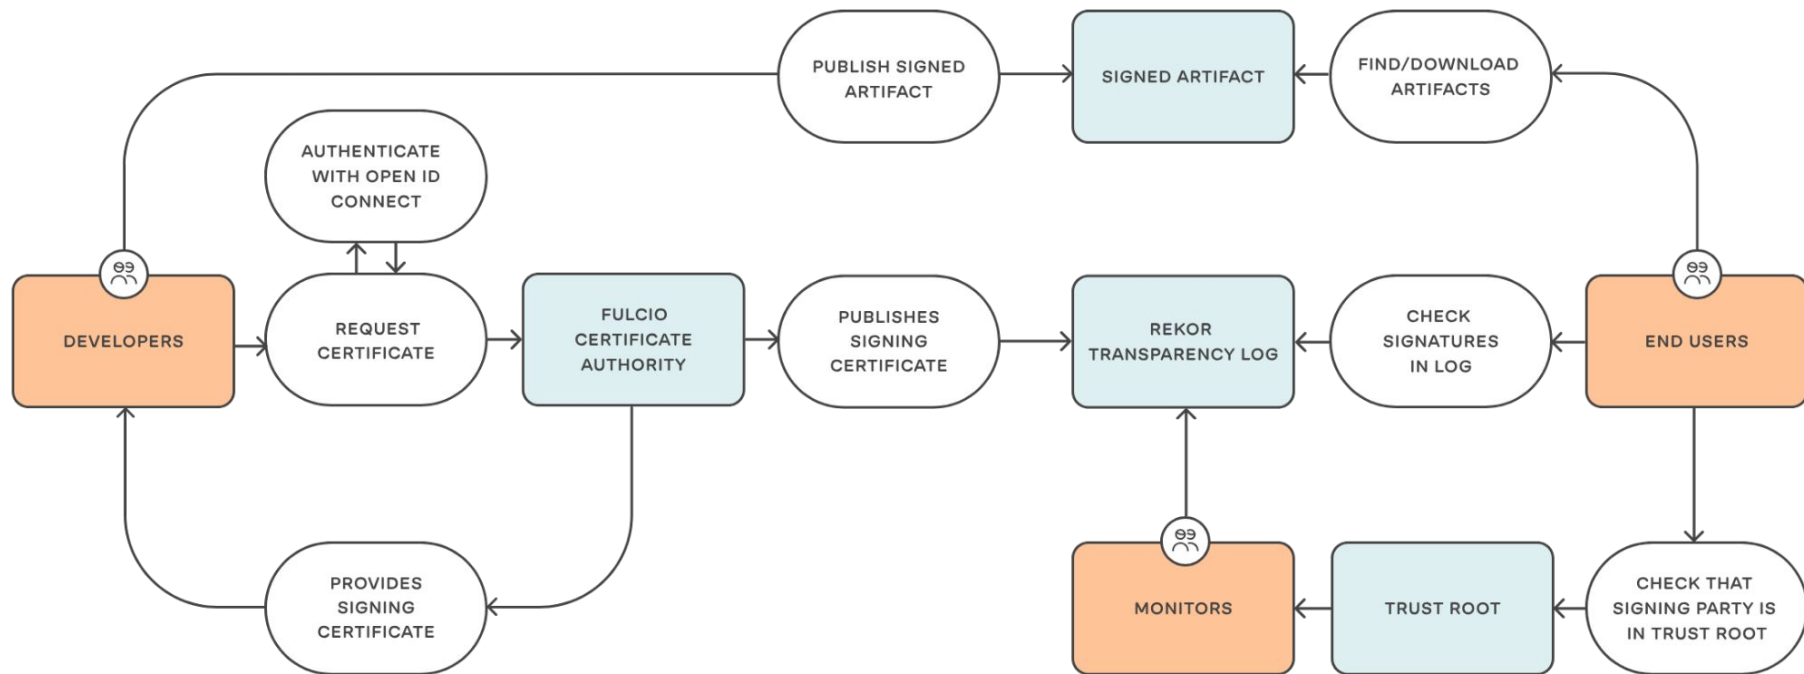 PUBLISH SIGNED
ARTIFACT
SIGNED ARTIFACT
FIND/DOWNLOAD
ARTIFACTS
AUTHENTICATE
WITH OPEN ID
CONNECT
DEVELOPERS
REQUEST
CERTIFICATE
FULCIO
CERTIFICATE
AUTHORITY
PUBLISHES
SIGNING
CERTIFICATE
REKOR
TRANSPARENCY LOG
CHECK
SIGNATURES
IN LOG
END USERS
PROVIDES
SIGNING
CERTIFICATE
MONITORS
TRUST ROOT
CHECK THAT
SIGNING PARTY IS
IN TRUST ROOT